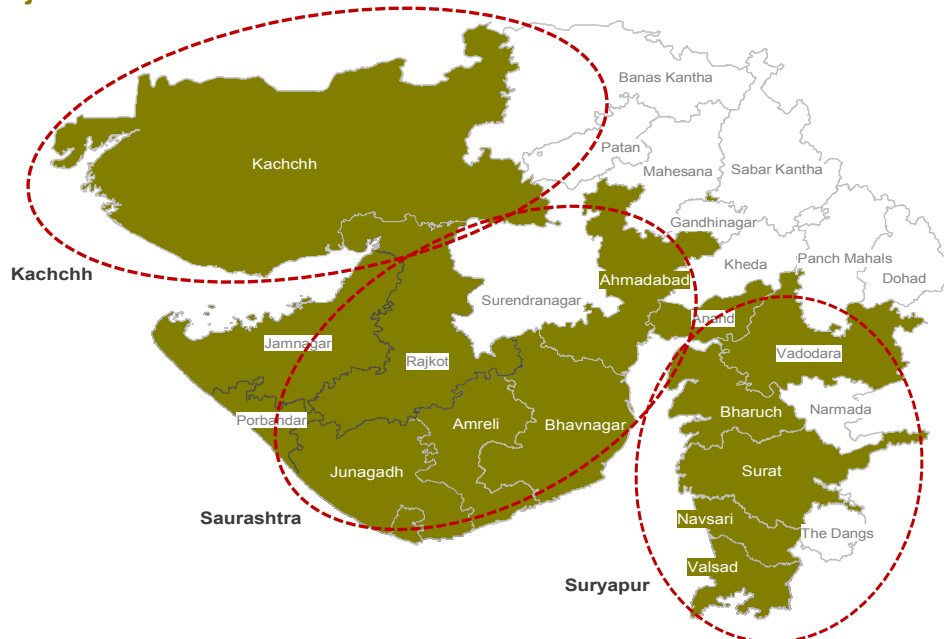 Banas Kantha
Patan
Kachchh
Mahesana
Sabar Kantha
Gandhinagar
Kachchh
Kheda
Panch Mahals
Ahmadabad
Dohad
Surendranagar
Anand
Jamnagar
Rajkot
Vadodara
Porbandar
Amreli
Bhavnagar
Bharuch
Narmada
Junagadh
Surat
Saurashtra
Navsari
The Dangs
Valsad
Suryapur